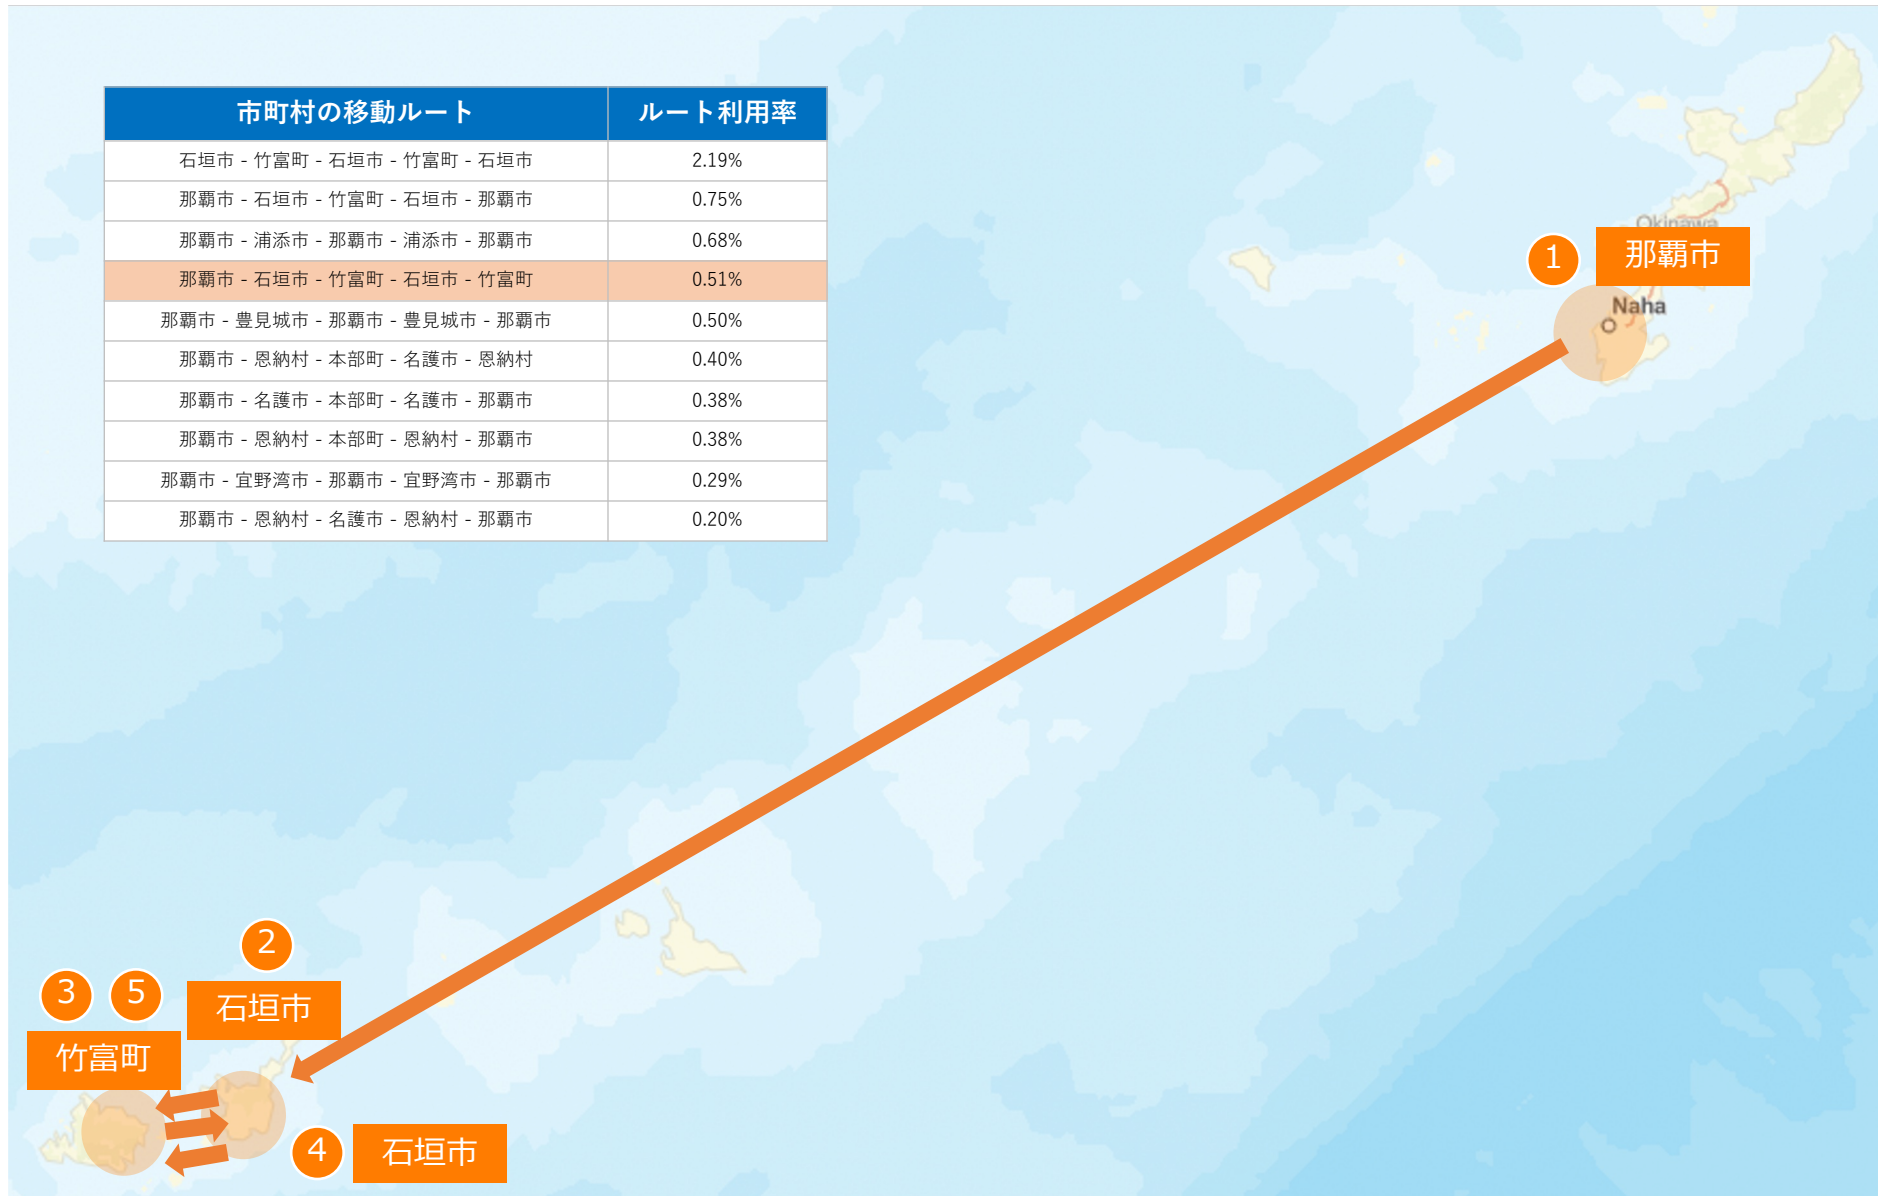 市町村の移動ルート ルート利用率
石垣市 - 竹富町 - 石垣市 - 竹富町 - 石垣市 2.19%
那覇市 - 石垣市 - 竹富町 - 石垣市 - 那覇市 0.75%
那覇市 - 浦添市 - 那覇市 - 浦添市 - 那覇市 0.68%
那覇市 - 石垣市 - 竹富町 - 石垣市 - 竹富町 0.51%
那覇市 - 豊見城市 - 那覇市 - 豊見城市 - 那覇市 0.50%
那覇市 - 恩納村 - 本部町 - 名護市 - 恩納村 0.40%
那覇市 - 名護市 - 本部町 - 名護市 - 那覇市 0.38%
那覇市 - 恩納村 - 本部町 - 恩納村 - 那覇市 0.38%
那覇市 - 宜野湾市 - 那覇市 - 宜野湾市 - 那覇市 0.29%
那覇市 - 恩納村 - 名護市 - 恩納村 - 那覇市 0.20%
Okinawa
1 那覇市
Naha
2
石垣市
3 5
竹富町
4 石垣市